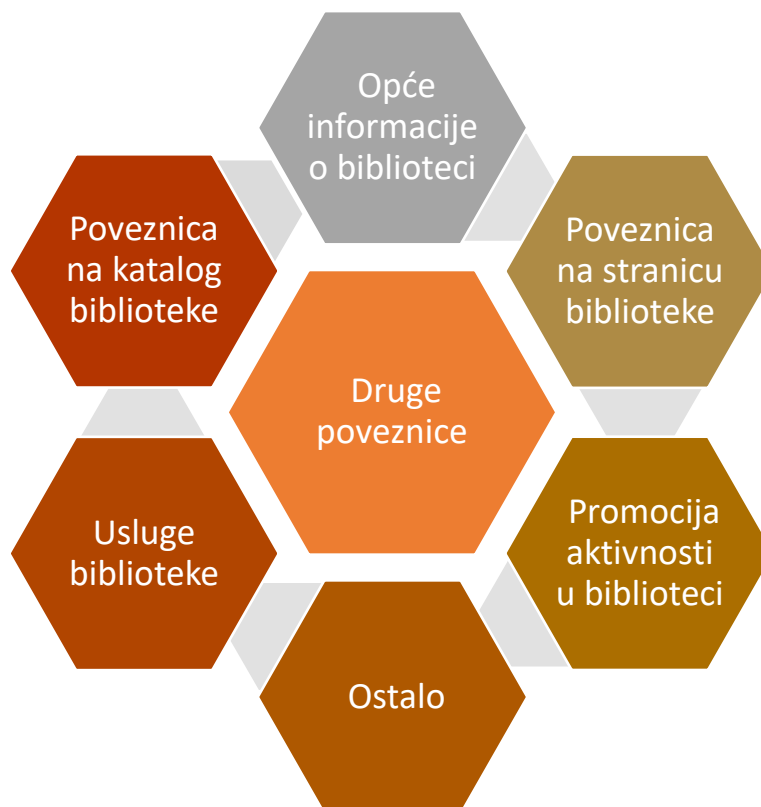 Opće
informacije
o biblioteci
Poveznica
na katalog
biblioteke
Poveznica
na stranicu
biblioteke
Druge
poveznice
Usluge
biblioteke
Promocija
aktivnosti
u biblioteci
Ostalo